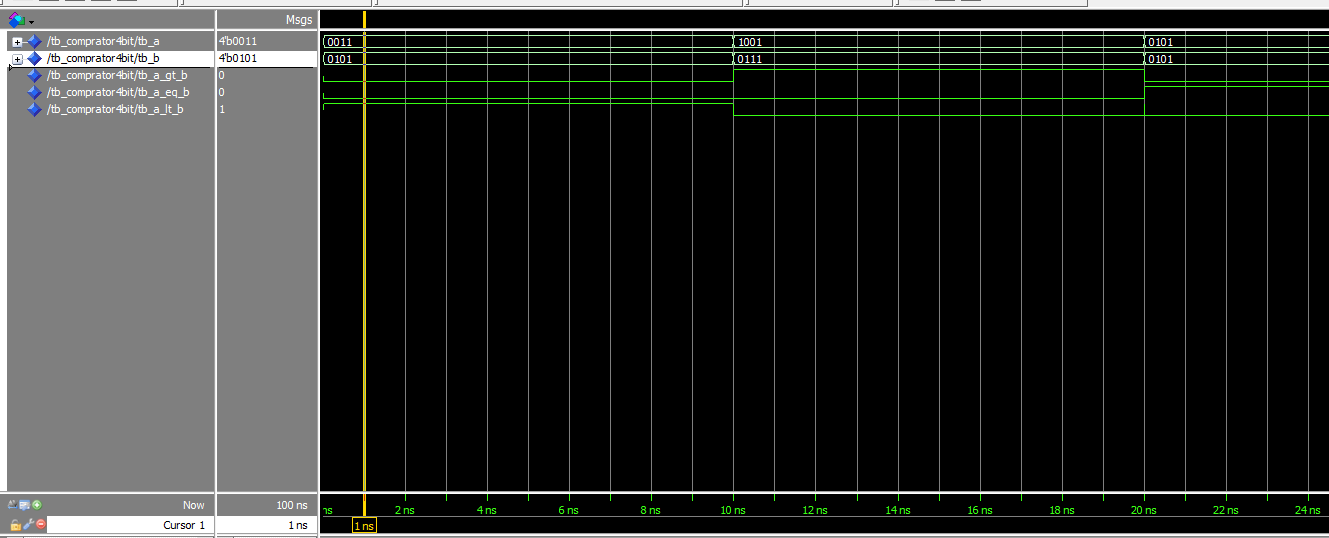 Msgs
/tb_comprator4bit/tb_a 4'b0011 0011 1001 0101
/tb_comprator4bit/tb_b 4'b0101 0101 0111 0101
/tb_comprator4bit/tb_a_gt_b 0
/tb_comprator4bit/tb_a_eq_b 0
/tb_comprator4bit/tb_a_lt_b 1
Now 100 ns ns 2 ns 4 ns 6 ns 8 ns 10 ns 12 ns 14 ns 16 ns 18 ns 20 ns 22 ns 24 ns
Cursor 1 1 ns 1 ns